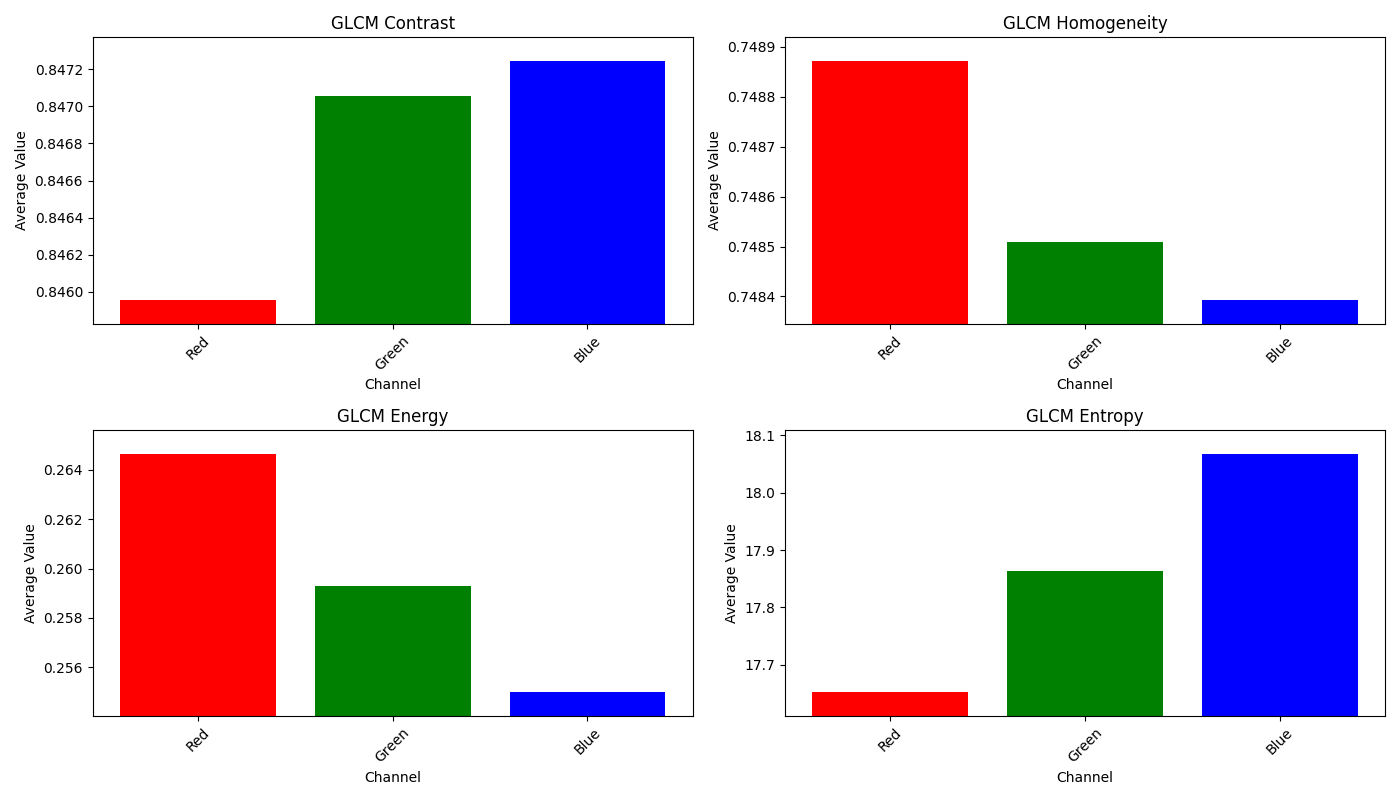 GLCM Contrast
Average Value
0.8472
0.8470
0.8468
0.8466
0.8464
0.8462
0.8460
Red
Green
Blue
Channel
GLCM Homogeneity
Average Value
0.7489
0.7488
0.7487
0.7486
0.7485
0.7484
Red
Green
Blue
Channel
GLCM Energy
Average Value
0.264
0.262
0.260
0.258
0.256
Red
Green
Blue
Channel
GLCM Entropy
Average Value
18.1
18.0
17.9
17.8
17.7
Red
Green
Blue
Channel